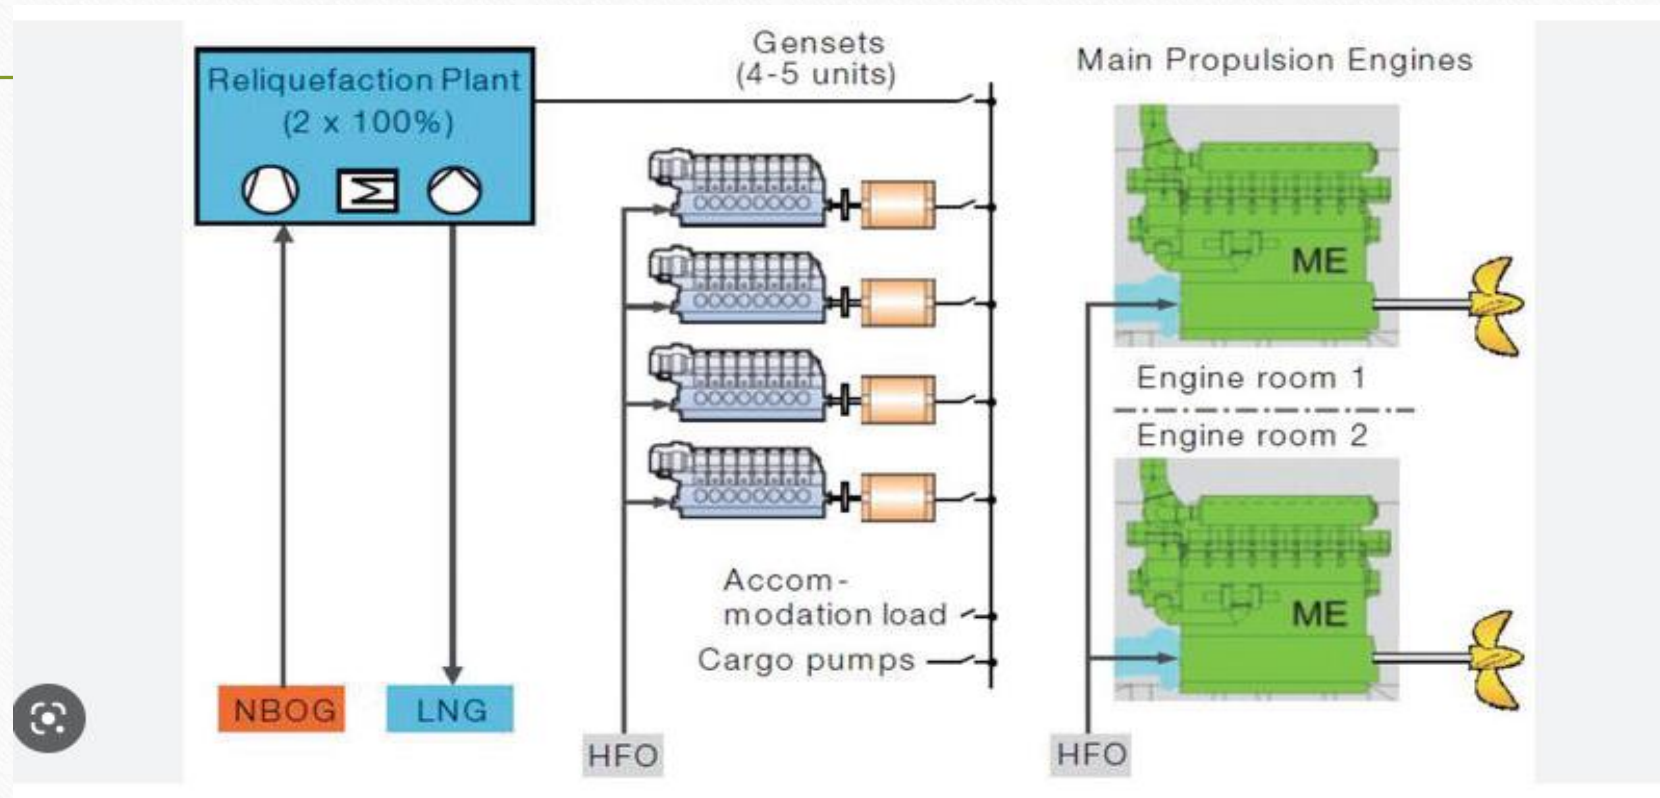 Reliquefaction Plant
(2 x 100%)
Gensets
(4-5 units)
Main Propulsion Engines
ME
Engine room 1
Engine room 2
ME
Accom-
modation load
Cargo pumps
NBOG
LNG
HFO
HFO